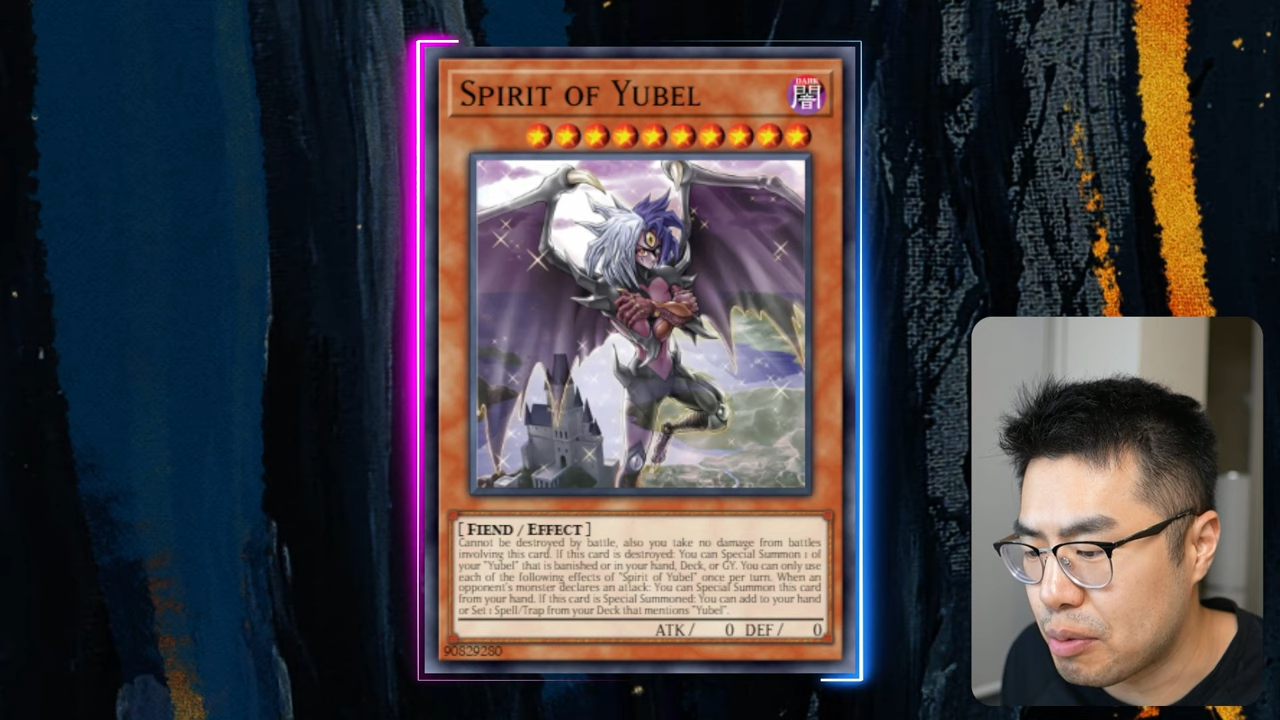 Spirit of Yubel
DARK
闇
[ Fiend / Effect ]
Cannot be destroyed by battle, also you take no damage from battles
involving this card. If this card is destroyed: You can Special Summon 1 of
your "Yubel" that is banished or in your hand, Deck, or GY. You can only use
each of the following effects of "Spirit of Yubel" once per turn. When an
opponent's monster declares an attack: You can Special Summon this card
from your hand. If this card is Special Summoned: You can add to your hand
or Set 1 Spell/Trap from your Deck that mentions "Yubel".
ATK / 0 DEF / 0
90829280